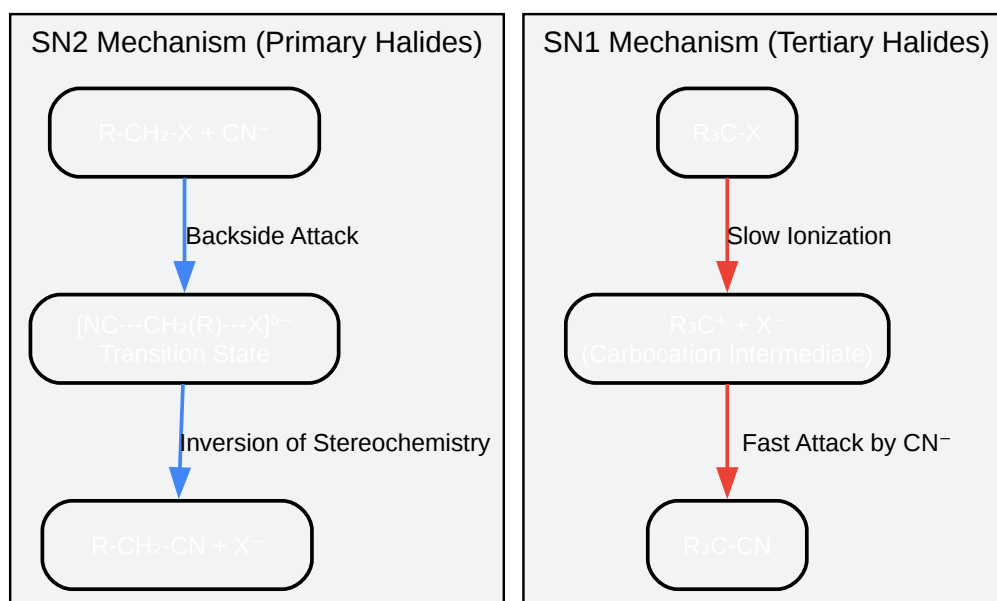 SN2 Mechanism (Primary Halides)
R-CH₂-X + CN⁻
Backside Attack
[NC---CH₂(R)---X]ᵟ⁻
Transition State
Inversion of Stereochemistry
R-CH₂-CN + X⁻
SN1 Mechanism (Tertiary Halides)
R₃C-X
Slow Ionization
R₃C⁺ + X⁻
(Carbocation Intermediate)
Fast Attack by CN⁻
R₃C-CN